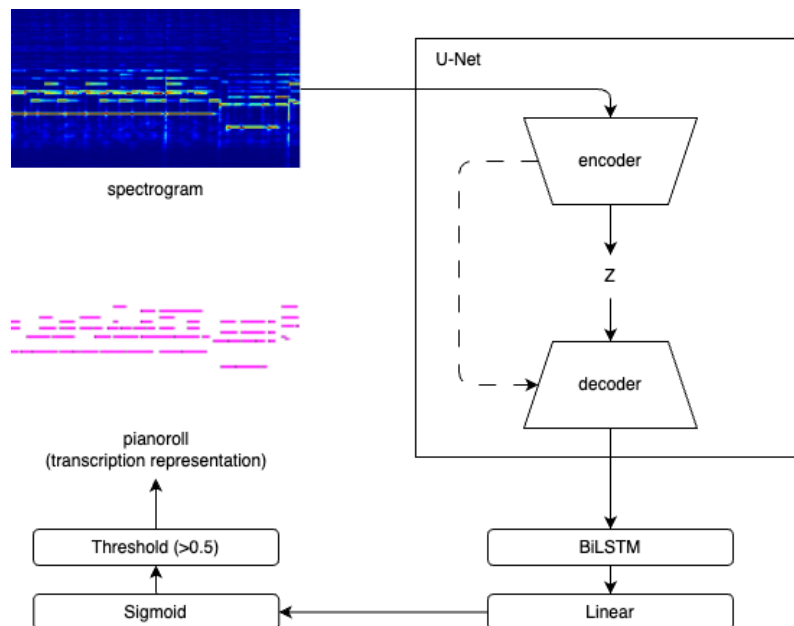 U-Net
encoder
spectrogram
Z
decoder
pianoroll
(transcription representation)
Threshold (>0.5)
BiLSTM
Sigmoid
Linear